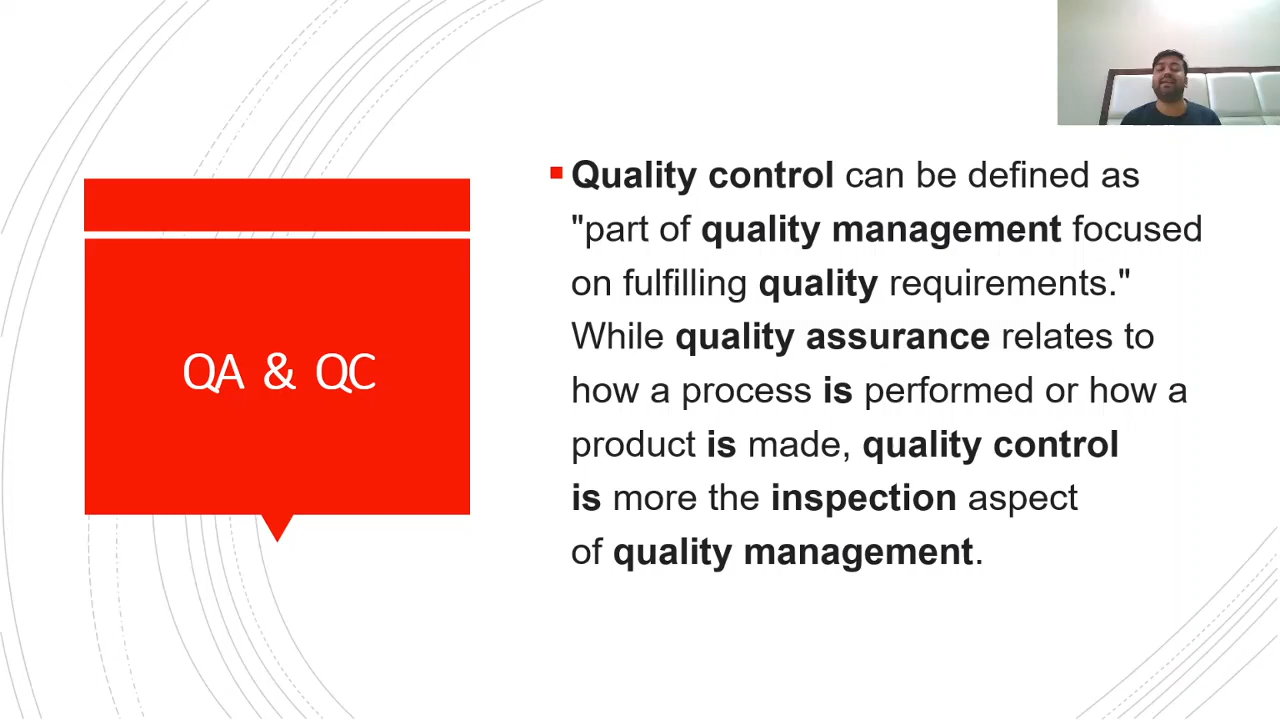 QA & QC
Quality control can be defined as
"part of quality management focused
on fulfilling quality requirements."
While quality assurance relates to
how a process is performed or how a
product is made, quality control
is more the inspection aspect
of quality management.